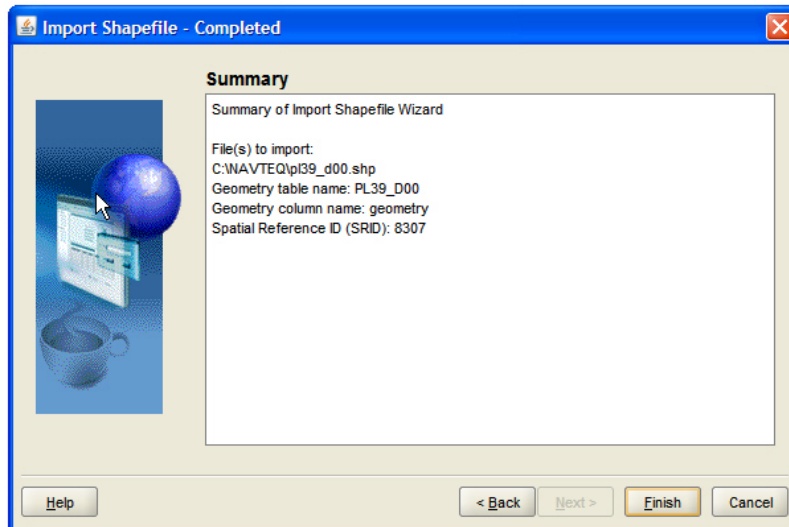 Import Shapefile - Completed
Summary
Summary of Import Shapefile Wizard
File(s) to import:
C:\NAVTEQ\pl39_d00.shp
Geometry table name: PL39_D00
Geometry column name: geometry
Spatial Reference ID (SRID): 8307
Help
< Back
Next >
Finish
Cancel